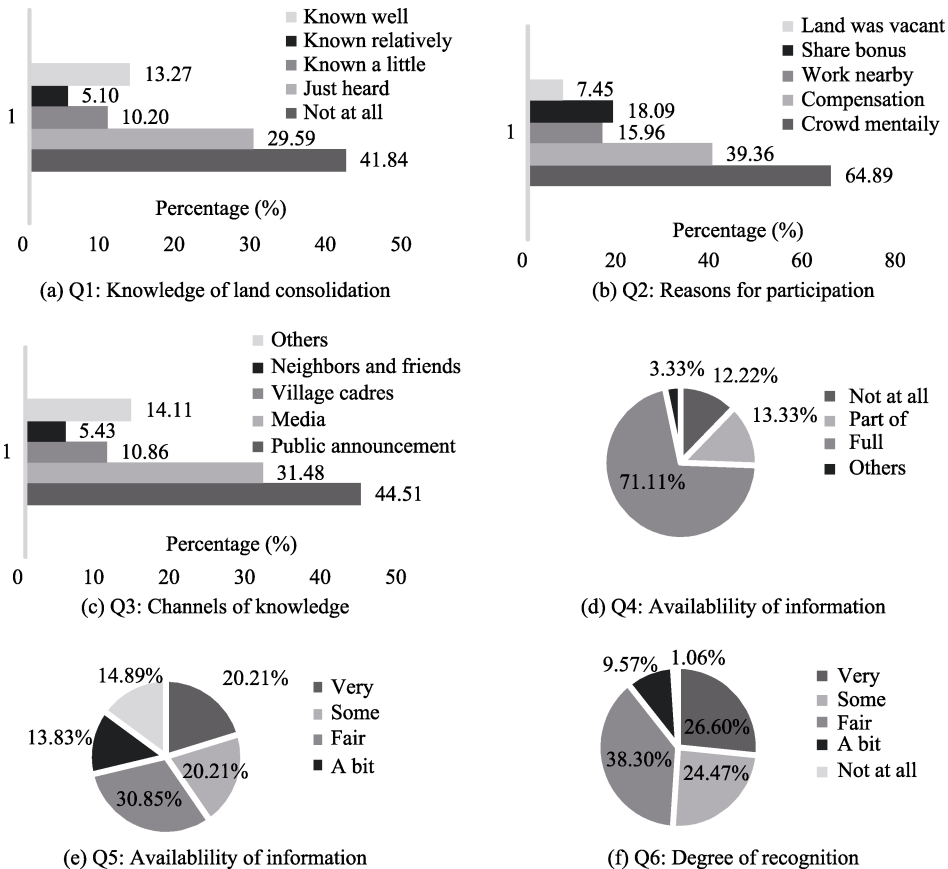 Known well
Known relatively
Known a little
Just heard
Not at all
13.27
5.10
10.20
29.59
41.84
1
Percentage (%)
0 10 20 30 40 50
(a) Q1: Knowledge of land consolidation
Land was vacant
Share bonus
Work nearby
Compensation
Crowd mentaily
7.45
18.09
15.96
39.36
64.89
1
Percentage (%)
0 20 40 60 80
(b) Q2: Reasons for participation
Others
Neighbors and friends
Village cadres
Media
Public announcement
14.11
5.43
10.86
31.48
44.51
1
Percentage (%)
0 10 20 30 40 50
(c) Q3: Channels of knowledge
3.33%
12.22%
13.33%
71.11%
Not at all
Part of
Full
Others
(d) Q4: Availablility of information
14.89%
20.21%
13.83%
20.21%
30.85%
Very
Some
Fair
A bit
(e) Q5: Availablility of information
9.57%
1.06%
26.60%
38.30%
24.47%
Very
Some
Fair
A bit
Not at all
(f) Q6: Degree of recognition